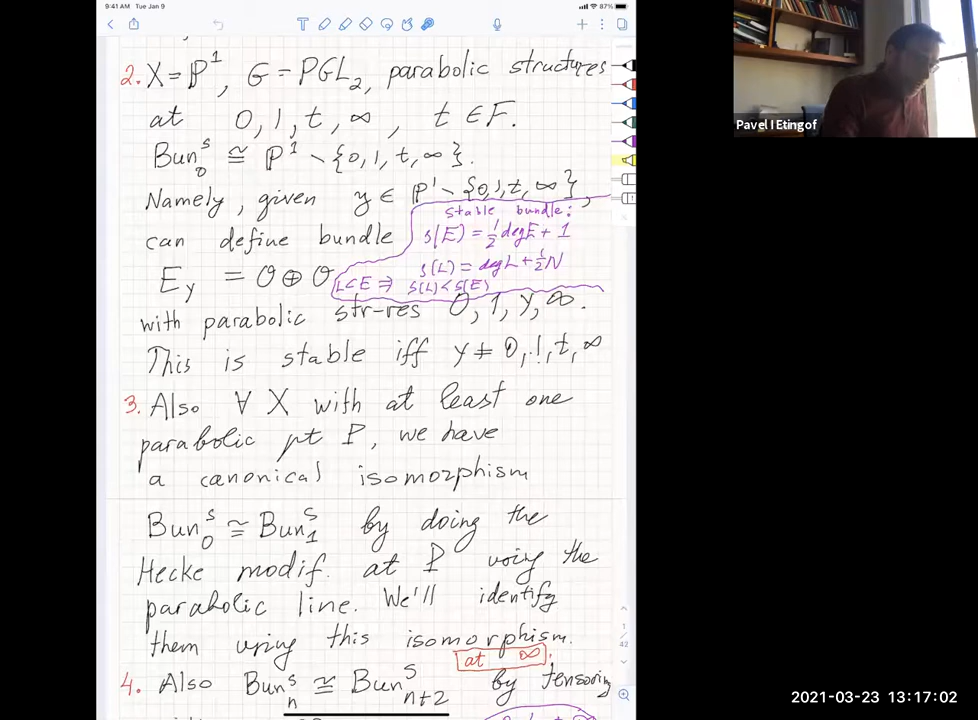 9:41 AM Tue Jan 9
87%
2. X = P¹, G = PGL₂, parabolic structures
at 0, 1, t, ∞, t ∈ F.
Bun₀ˢ ≅ P¹ \ {0, 1, t, ∞}.
Namely, given y ∈ P¹ \ {0, 1, t, ∞},
stable bundle:
can define bundle
s(E) = ½ deg E + 1
s(L) = deg L + ½ N
E_y = O ⊕ O
L ⊂ E ⇒ s(L) < s(E)
with parabolic str-res 0, 1, y, ∞.
This is stable iff y ≠ 0, 1, t, ∞
3. Also ∀ X with at least one
parabolic pt P, we have
a canonical isomorphism
Bun₀ˢ ≅ Bun₁ˢ by doing the
Hecke modif. at P using the
parabolic line. We'll identify
them using this isomorphism.
at ∞
4. Also Bunₙˢ ≅ Bunₙ₊₂ˢ by tensoring
1/42
Pavel I Etingof
2021-03-23 13:17:02